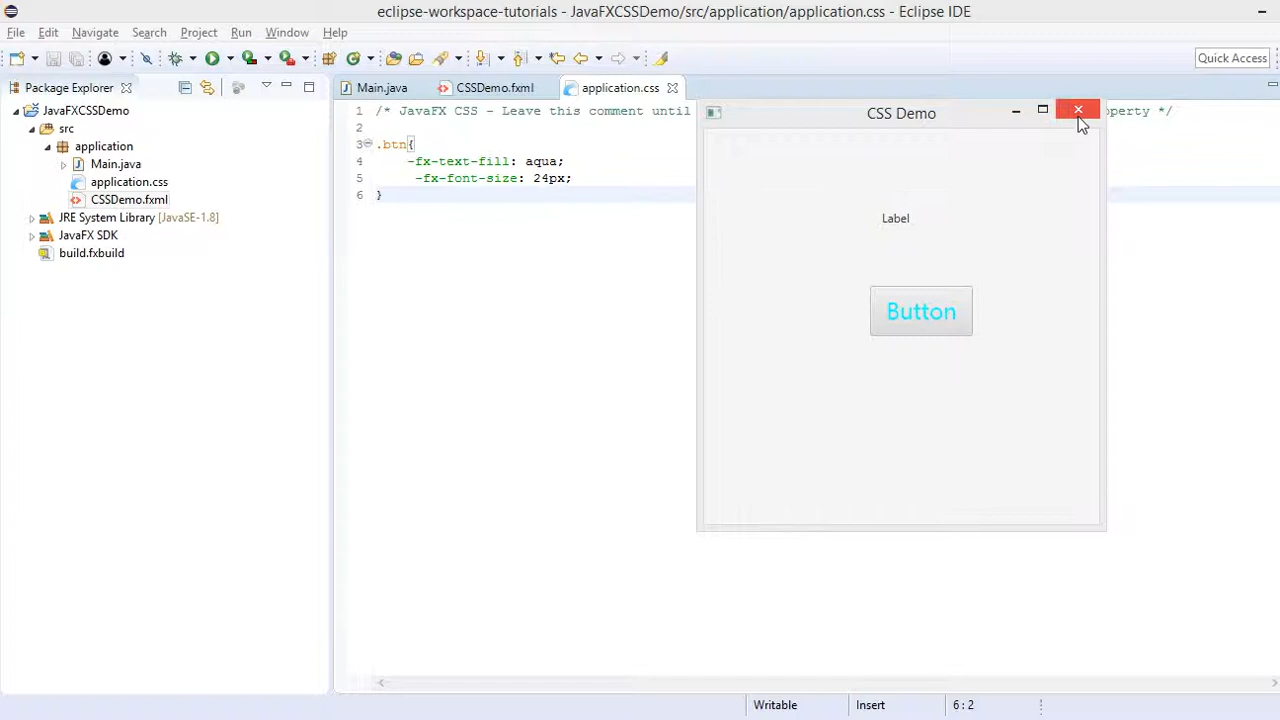 eclipse-workspace-tutorials - JavaFXCSSDemo/src/application/application.css - Eclipse IDE
File Edit Navigate Search Project Run Window Help
Quick Access
Package Explorer
Main.java CSSDemo.fxml application.css
JavaFXCSSDemo
src
application
Main.java
application.css
CSSDemo.fxml
JRE System Library [JavaSE-1.8]
JavaFX SDK
build.fxbuild
1 /* JavaFX CSS - Leave this comment until
perty */
2
3 .btn{
4 -fx-text-fill: aqua;
5 -fx-font-size: 24px;
6 }
CSS Demo
Label
Button
Writable Insert 6 : 2